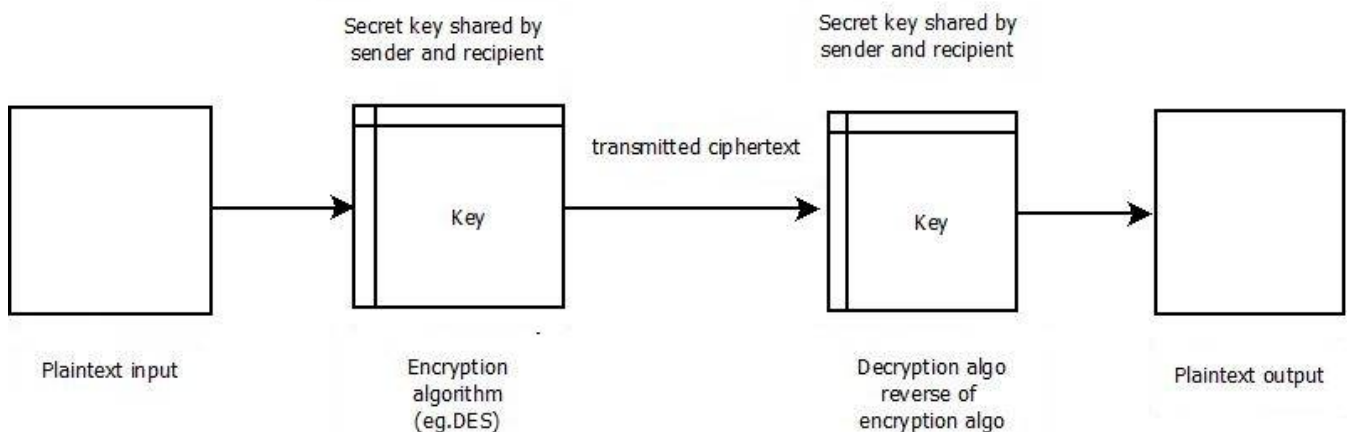 Secret key shared by
sender and recipient
Secret key shared by
sender and recipient
transmitted ciphertext
Key
Key
Plaintext input
Encryption
algorithm
(eg.DES)
Decryption algo
reverse of
encryption algo
Plaintext output